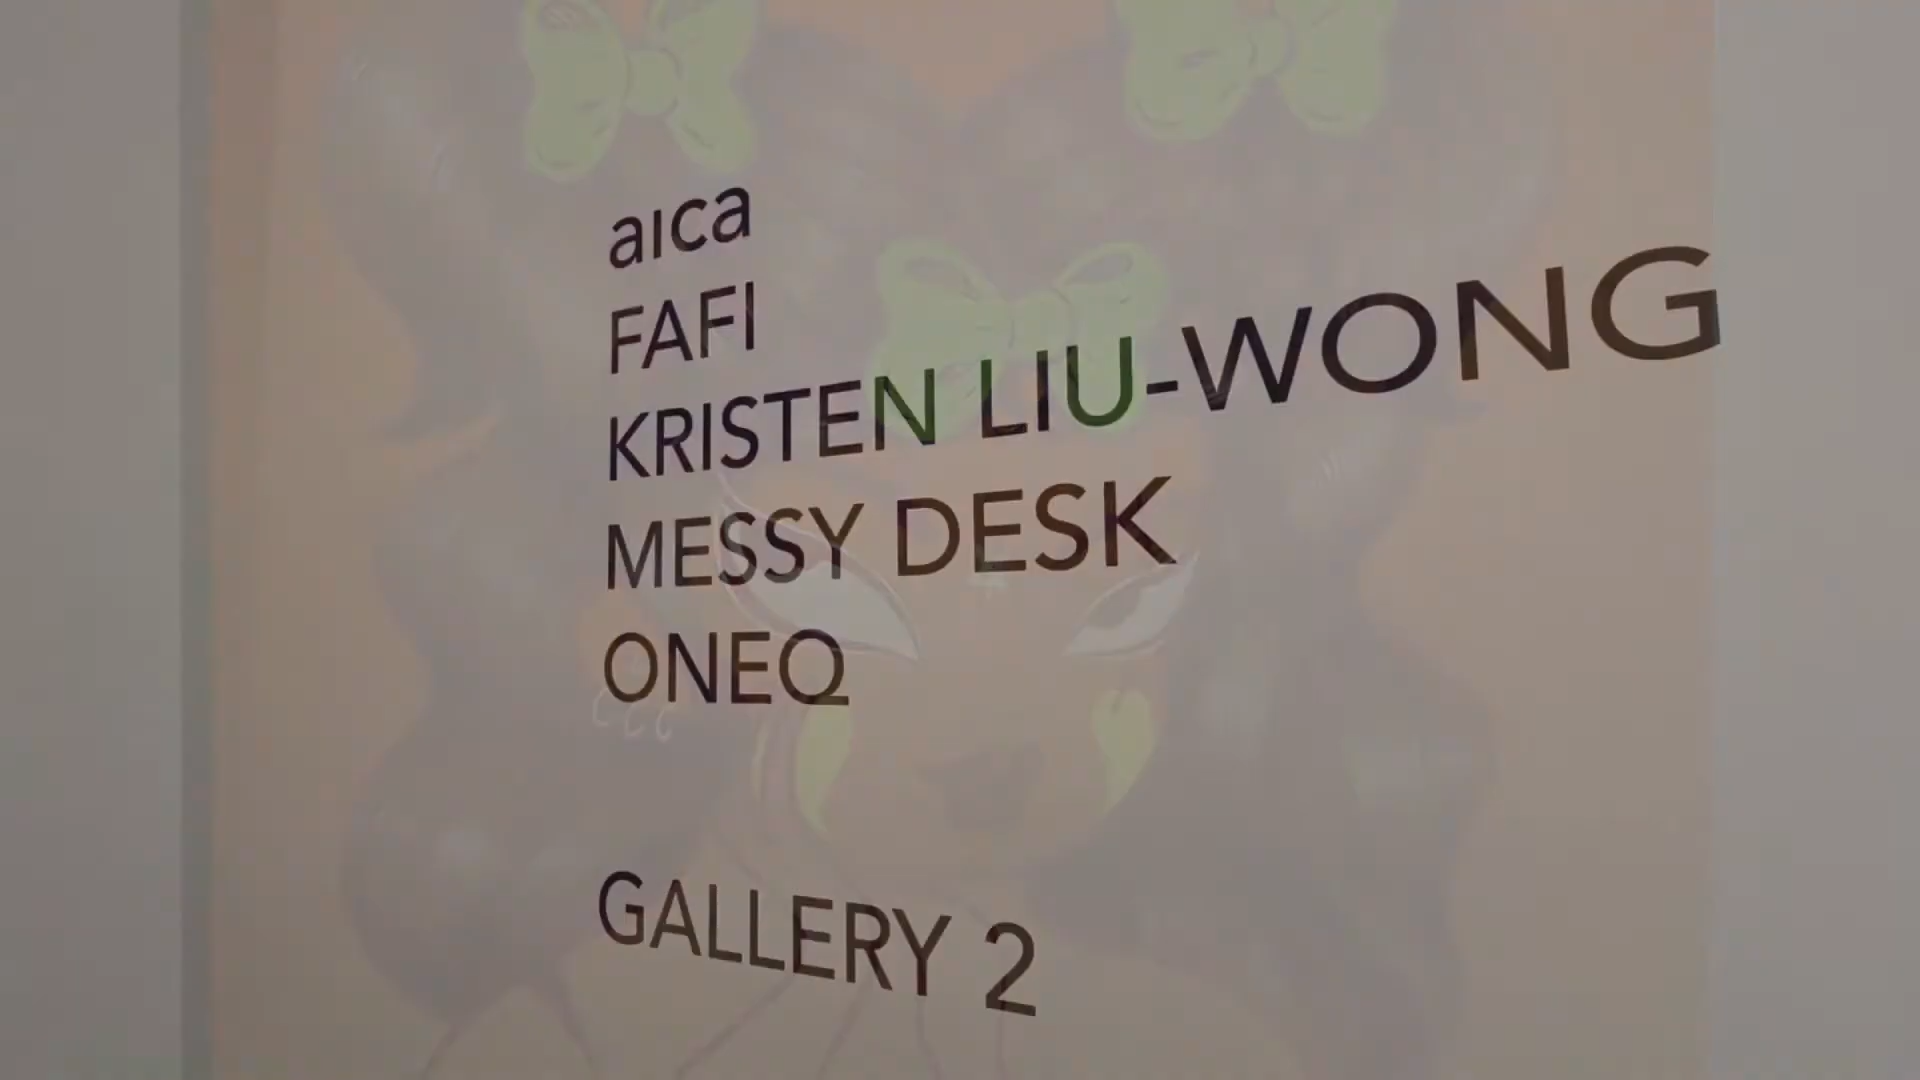 aica
FAFI
KRISTEN LIU-WONG
MESSY DESK
ONEQ
GALLERY 2